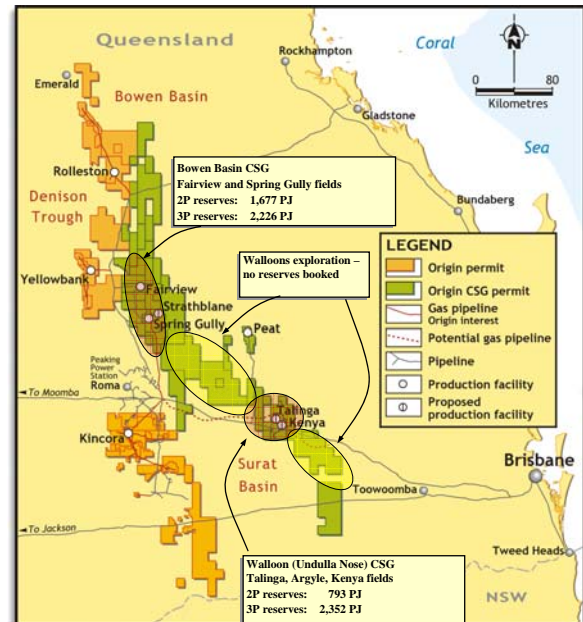 Queensland
Coral
Sea
N
0 80
Kilometres
Rockhampton
Emerald
Gladstone
Bowen Basin
Rolleston
Denison
Trough
Bundaberg
Bowen Basin CSG
Fairview and Spring Gully fields
2P reserves: 1,677 PJ
3P reserves: 2,226 PJ
Walloons exploration –
no reserves booked
LEGEND
Origin permit
Origin CSG permit
Gas pipeline
Origin interest
Potential gas pipeline
Pipeline
Production facility
Proposed
production facility
Yellowbank
Fairview
Strathblane
Spring Gully
Peat
Peaking
Power
Station
Roma
To Moomba
Talinga
Kenya
Kincora
Surat
Basin
Brisbane
Toowoomba
To Jackson
Tweed Heads
NSW
Walloon (Undulla Nose) CSG
Talinga, Argyle, Kenya fields
2P reserves: 793 PJ
3P reserves: 2,352 PJ